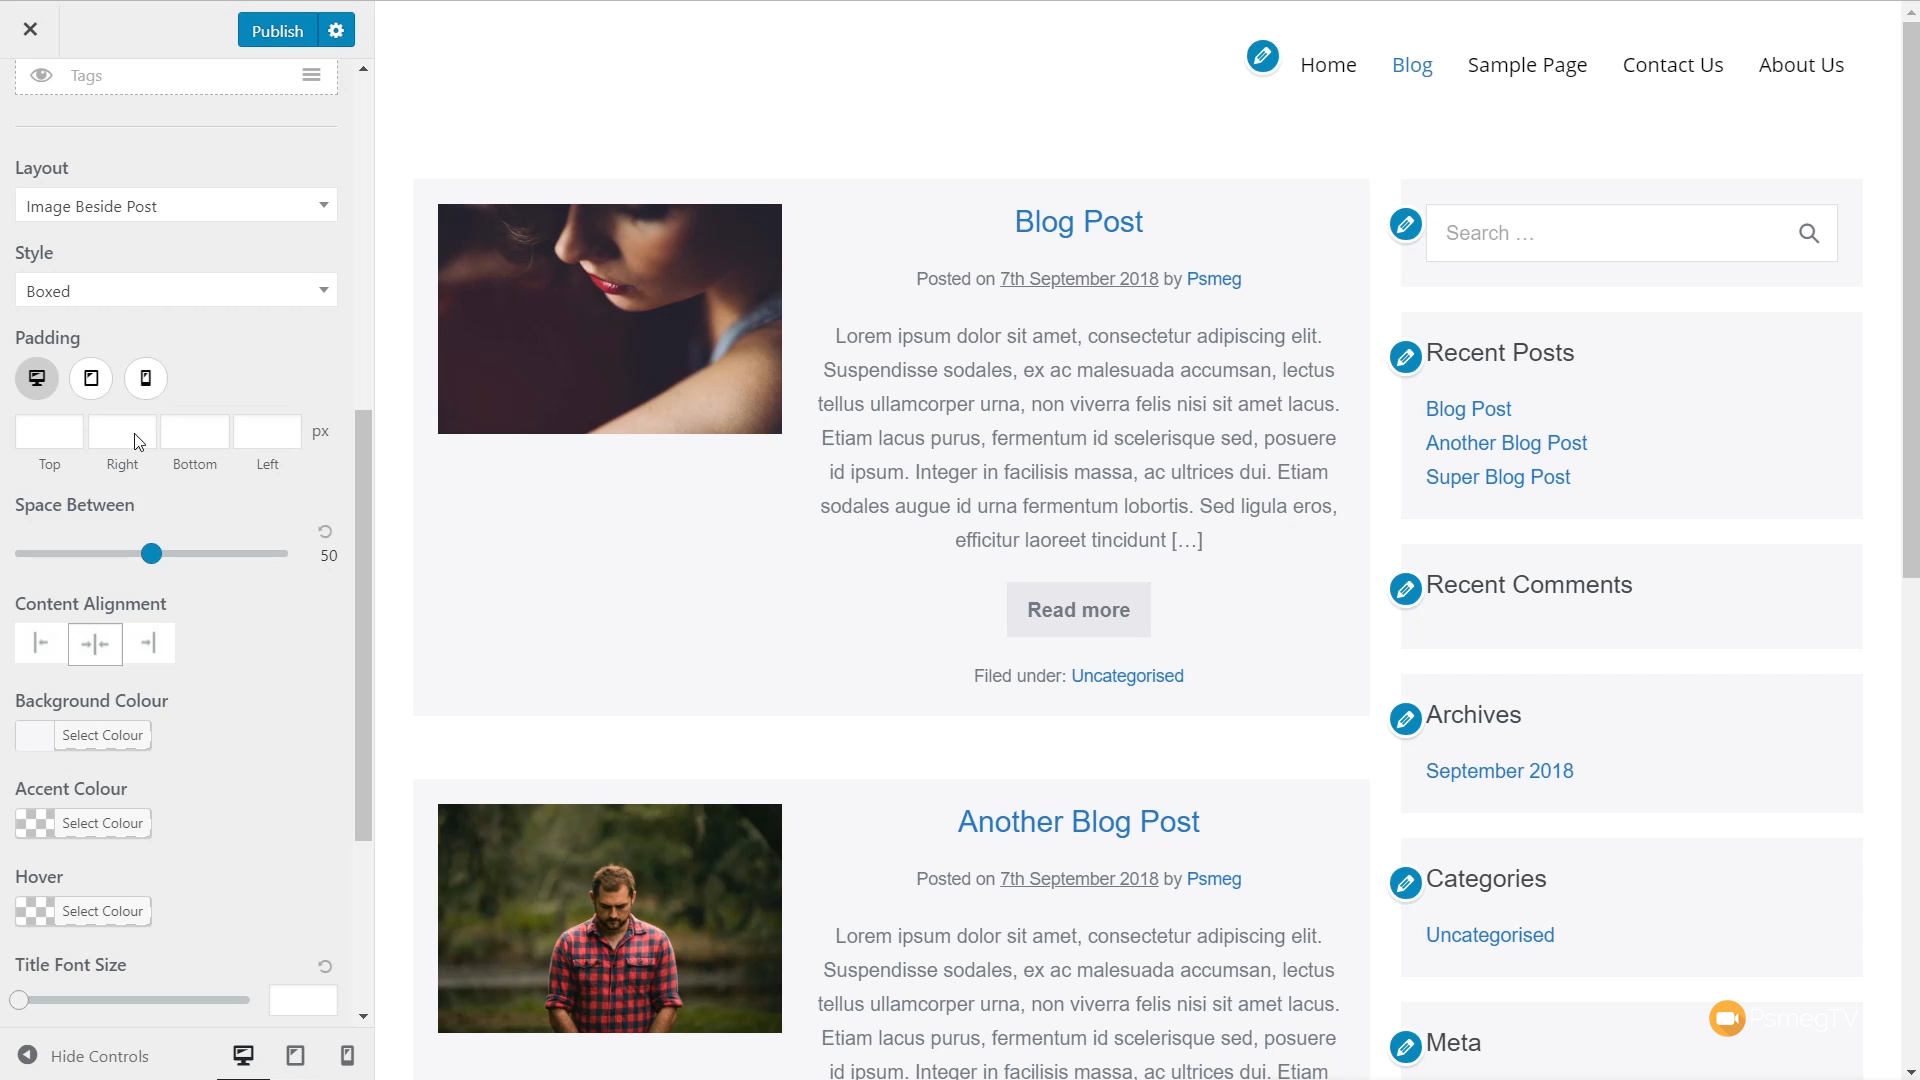 Publish
Tags
Layout
Image Beside Post
Style
Boxed
Padding
px
Top Right Bottom Left
Space Between
50
Content Alignment
Background Colour
Select Colour
Accent Colour
Select Colour
Hover
Select Colour
Title Font Size
Hide Controls
Home Blog Sample Page Contact Us About Us
Blog Post
Posted on 7th September 2018 by Psmeg
Lorem ipsum dolor sit amet, consectetur adipiscing elit.
Suspendisse sodales, ex ac malesuada accumsan, lectus
tellus ullamcorper urna, non viverra felis nisi sit amet lacus.
Etiam lacus purus, fermentum id scelerisque sed, posuere
id ipsum. Integer in facilisis massa, ac ultrices dui. Etiam
sodales augue id urna fermentum lobortis. Sed ligula eros,
efficitur laoreet tincidunt […]
Read more
Filed under: Uncategorised
Another Blog Post
Posted on 7th September 2018 by Psmeg
Lorem ipsum dolor sit amet, consectetur adipiscing elit.
Suspendisse sodales, ex ac malesuada accumsan, lectus
tellus ullamcorper urna, non viverra felis nisi sit amet lacus.
Etiam lacus purus, fermentum id scelerisque sed, posuere
id ipsum. Integer in facilisis massa, ac ultrices dui. Etiam
Search …
Recent Posts
Blog Post
Another Blog Post
Super Blog Post
Recent Comments
Archives
September 2018
Categories
Uncategorised
Meta
PsmegTV